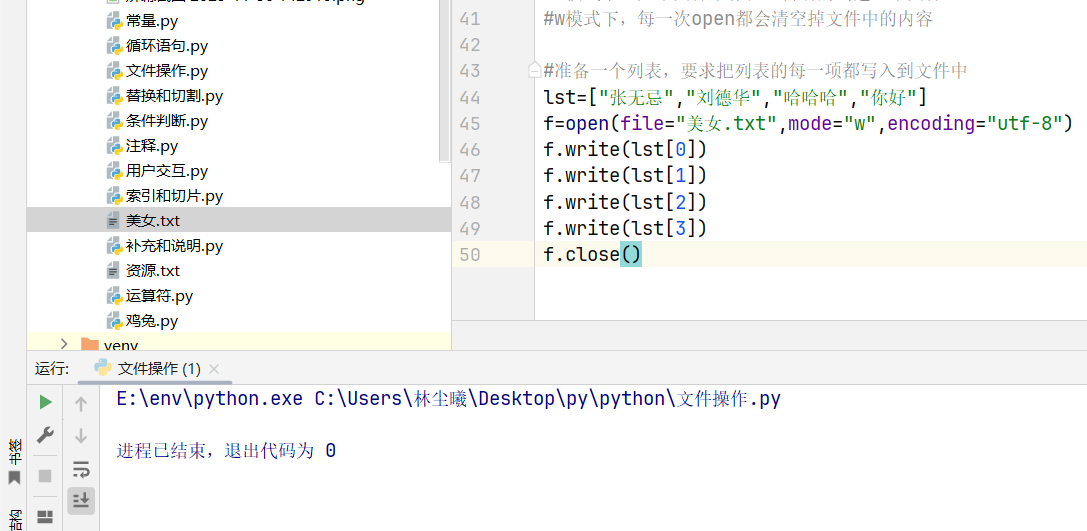 常量.py
循环语句.py
文件操作.py
替换和切割.py
条件判断.py
注释.py
用户交互.py
索引和切片.py
美女.txt
补充和说明.py
资源.txt
运算符.py
鸡兔.py
venv
41 #w模式下，每一次open都会清空掉文件中的内容
42
43 #准备一个列表，要求把列表的每一项都写入到文件中
44 lst=["张无忌","刘德华","哈哈哈","你好"]
45 f=open(file="美女.txt",mode="w",encoding="utf-8")
46 f.write(lst[0])
47 f.write(lst[1])
48 f.write(lst[2])
49 f.write(lst[3])
50 f.close()
运行: 文件操作 (1)
E:\env\python.exe C:\Users\林尘曦\Desktop\py\python\文件操作.py
进程已结束，退出代码为 0
书签